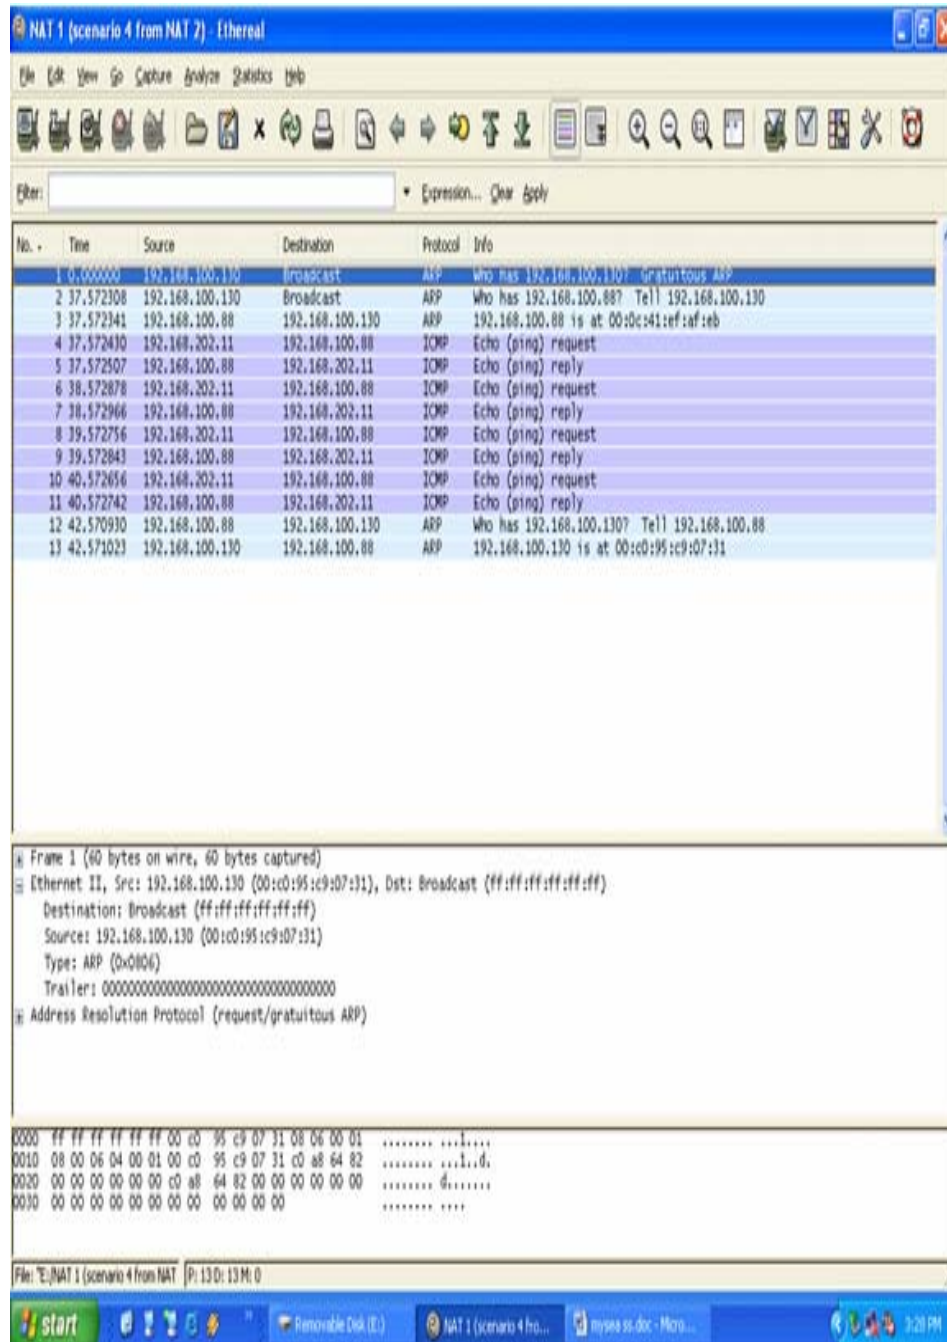 NAT 1 (scenario 4 from NAT 2) - Ethereal
File Edit View Go Capture Analyze Statistics Help
Filter: Expression... Clear Apply
No. - Time Source Destination Protocol Info
1 0.000000 192.168.100.130 Broadcast ARP Who has 192.168.100.130? Gratuitous ARP
2 37.572308 192.168.100.130 Broadcast ARP Who has 192.168.100.88? Tell 192.168.100.130
3 37.572341 192.168.100.88 192.168.100.130 ARP 192.168.100.88 is at 00:0c:41:ef:af:eb
4 37.572430 192.168.202.11 192.168.100.88 ICMP Echo (ping) request
5 37.572507 192.168.100.88 192.168.202.11 ICMP Echo (ping) reply
6 38.572878 192.168.202.11 192.168.100.88 ICMP Echo (ping) request
7 38.572966 192.168.100.88 192.168.202.11 ICMP Echo (ping) reply
8 39.572756 192.168.202.11 192.168.100.88 ICMP Echo (ping) request
9 39.572843 192.168.100.88 192.168.202.11 ICMP Echo (ping) reply
10 40.572656 192.168.202.11 192.168.100.88 ICMP Echo (ping) request
11 40.572742 192.168.100.88 192.168.202.11 ICMP Echo (ping) reply
12 42.570930 192.168.100.88 192.168.100.130 ARP Who has 192.168.100.130? Tell 192.168.100.88
13 42.571023 192.168.100.130 192.168.100.88 ARP 192.168.100.130 is at 00:c0:95:c9:07:31
Frame 1 (60 bytes on wire, 60 bytes captured)
Ethernet II, Src: 192.168.100.130 (00:c0:95:c9:07:31), Dst: Broadcast (ff:ff:ff:ff:ff:ff)
Destination: Broadcast (ff:ff:ff:ff:ff:ff)
Source: 192.168.100.130 (00:c0:95:c9:07:31)
Type: ARP (0x0806)
Trailer: 000000000000000000000000000000000000
Address Resolution Protocol (request/gratuitous ARP)
0000 ff ff ff ff ff ff 00 c0 95 c9 07 31 08 06 00 01 ........ ...1....
0010 08 00 06 04 00 01 00 c0 95 c9 07 31 c0 a8 64 82 ........ ...1..d.
0020 00 00 00 00 00 00 c0 a8 64 82 00 00 00 00 00 00 ........ d.......
0030 00 00 00 00 00 00 00 00 00 00 00 00 ........ ....
File: "E:/NAT 1 (scenario 4 from NAT P: 13 D: 13 M: 0
start Removable Disk (E:) NAT 1 (scenario 4 fro... mysea ss.doc - Micro... 3:28 PM